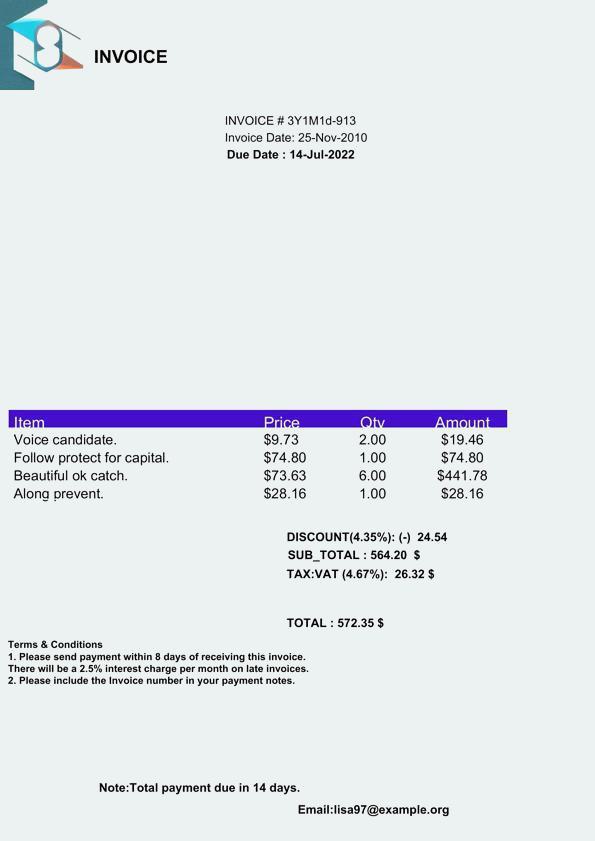 INVOICE
INVOICE # 3Y1M1d-913
Invoice Date: 25-Nov-2010
Due Date : 14-Jul-2022
Item Price Qty Amount
Voice candidate. $9.73 2.00 $19.46
Follow protect for capital. $74.80 1.00 $74.80
Beautiful ok catch. $73.63 6.00 $441.78
Along prevent. $28.16 1.00 $28.16
DISCOUNT(4.35%): (-) 24.54
SUB_TOTAL : 564.20 $
TAX:VAT (4.67%): 26.32 $
TOTAL : 572.35 $
Terms & Conditions
1. Please send payment within 8 days of receiving this invoice.
There will be a 2.5% interest charge per month on late invoices.
2. Please include the Invoice number in your payment notes.
Note:Total payment due in 14 days.
Email:lisa97@example.org